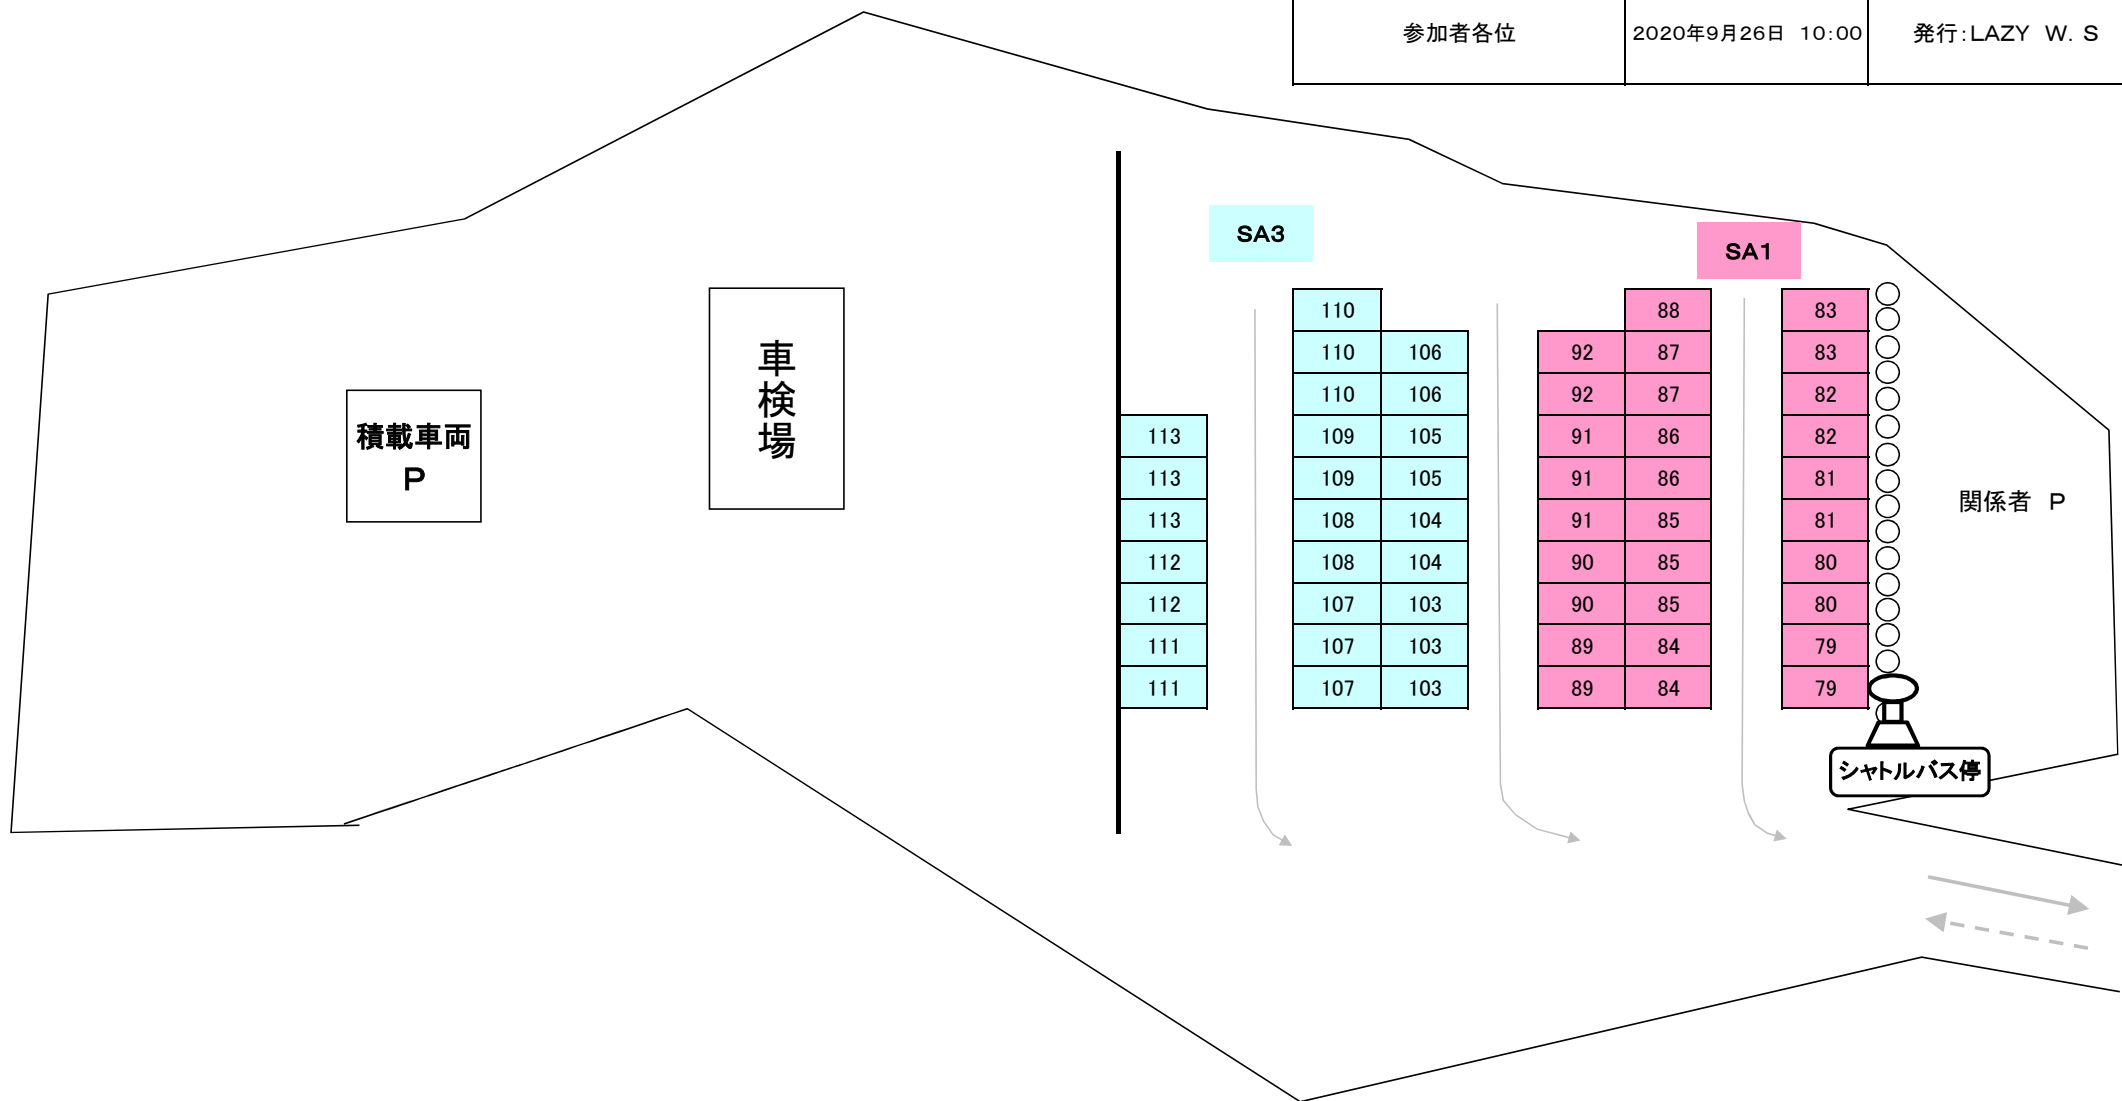 参加者各位 2020年9月26日 10:00 発行:LAZY W. S
SA3
SA1
110 88 83
110 106 92 87 83
車検場
110 106 92 87 82
積載車両
P
113 109 105 91 86 82
113 109 105 91 86 81
関係者 P
113 108 104 91 85 81
112 108 104 90 85 80
112 107 103 90 85 80
111 107 103 89 84 79
111 107 103 89 84 79
シャトルバス停